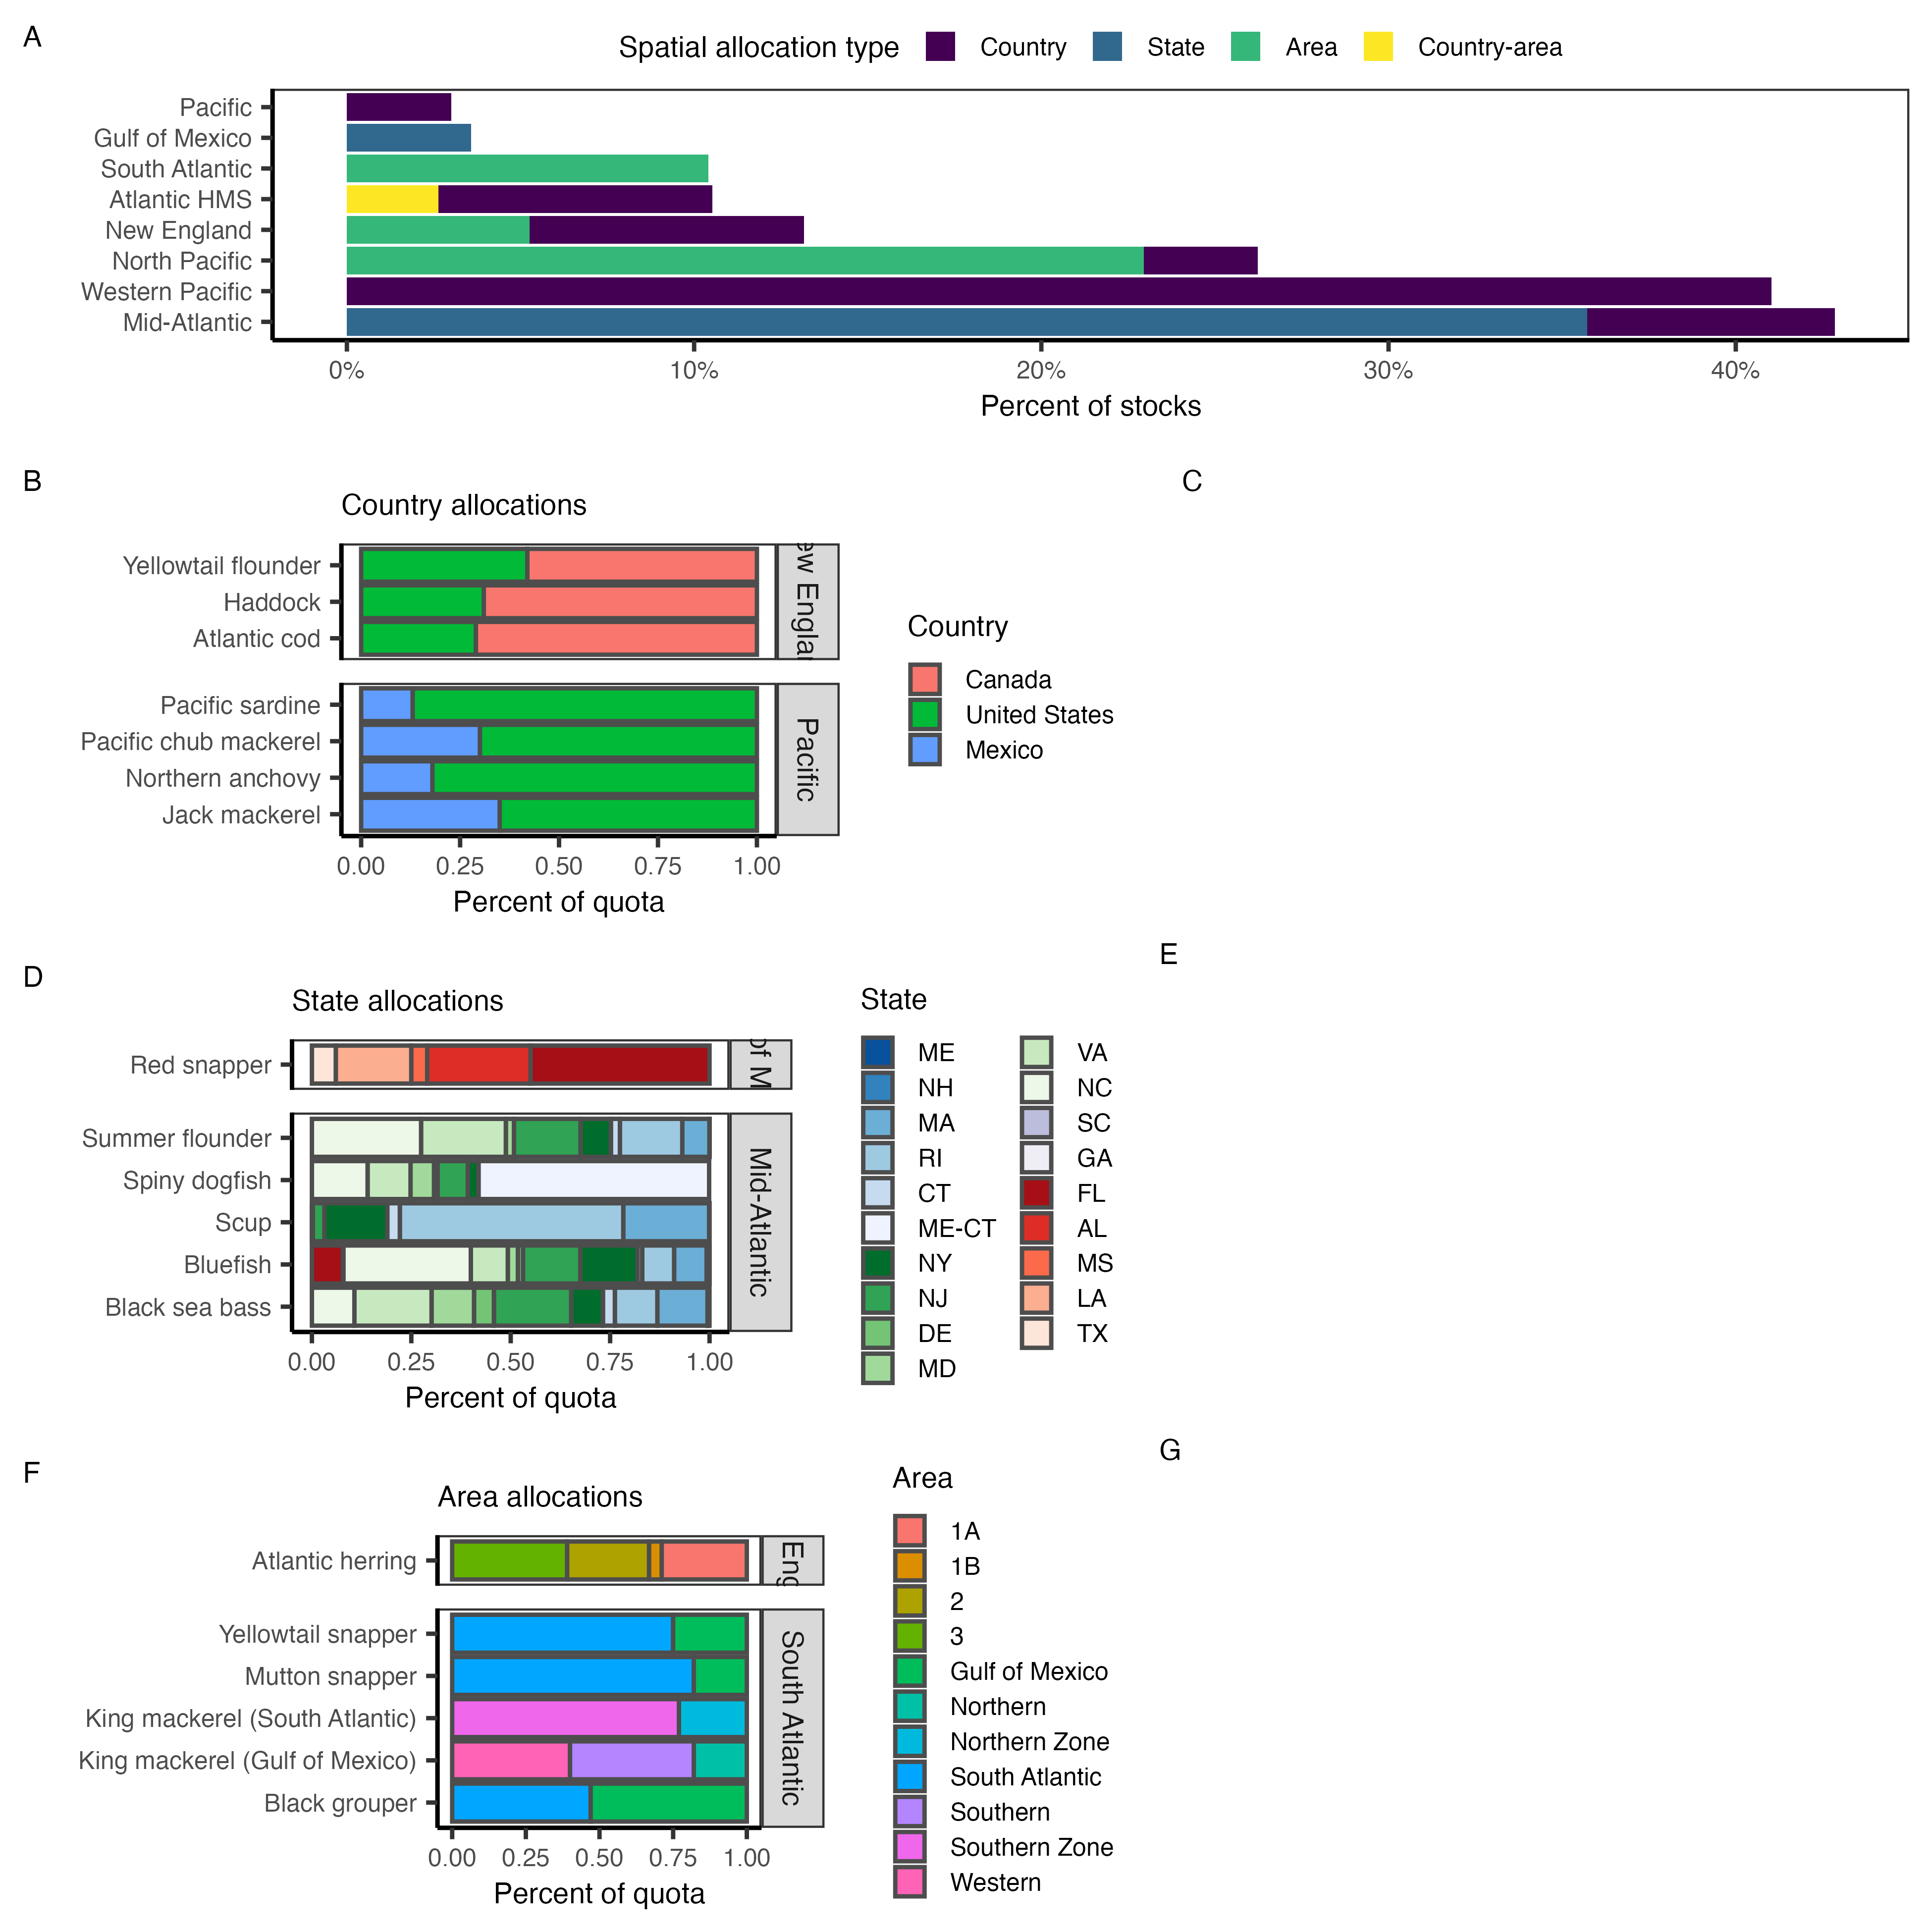 A
Spatial allocation type Country State Area Country-area
Pacific
Gulf of Mexico
South Atlantic
Atlantic HMS
New England
North Pacific
Western Pacific
Mid-Atlantic
0% 10% 20% 30% 40%
Percent of stocks
B
Country allocations
Yellowtail flounder
Haddock
Atlantic cod
ew Englan
Pacific sardine
Pacific chub mackerel
Northern anchovy
Jack mackerel
Pacific
0.00 0.25 0.50 0.75 1.00
Percent of quota
Country
Canada
United States
Mexico
C
D
State allocations
Red snapper
of M
Summer flounder
Spiny dogfish
Scup
Bluefish
Black sea bass
Mid-Atlantic
0.00 0.25 0.50 0.75 1.00
Percent of quota
State
ME
NH
MA
RI
CT
ME-CT
NY
NJ
DE
MD
VA
NC
SC
GA
FL
AL
MS
LA
TX
E
F
Area allocations
Atlantic herring
Eng
Yellowtail snapper
Mutton snapper
King mackerel (South Atlantic)
King mackerel (Gulf of Mexico)
Black grouper
South Atlantic
0.00 0.25 0.50 0.75 1.00
Percent of quota
Area
1A
1B
2
3
Gulf of Mexico
Northern
Northern Zone
South Atlantic
Southern
Southern Zone
Western
G